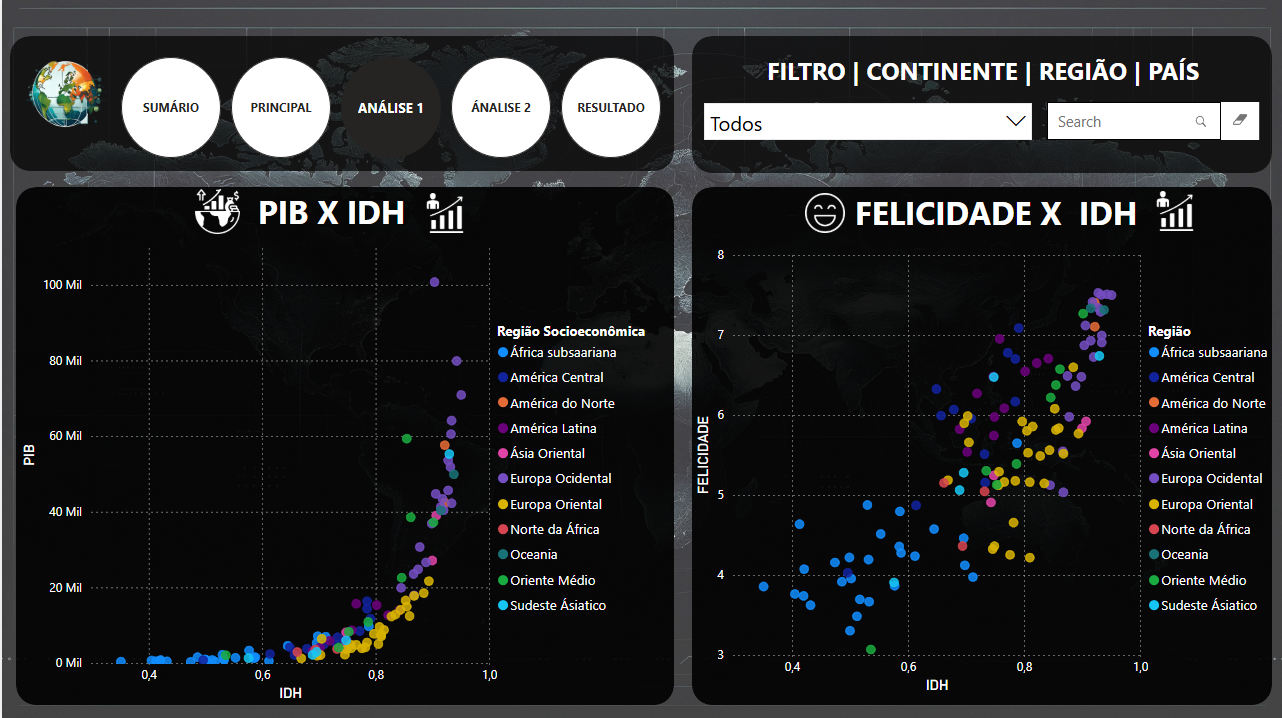 SUMÁRIO
PRINCIPAL
ANÁLISE 1
ÁNALISE 2
RESULTADO
FILTRO | CONTINENTE | REGIÃO | PAÍS
Todos
Search
PIB X IDH
PIB
100 Mil
80 Mil
60 Mil
40 Mil
20 Mil
0 Mil
0,4
0,6
0,8
1,0
IDH
Região Socioeconômica
África subsaariana
América Central
América do Norte
América Latina
Ásia Oriental
Europa Ocidental
Europa Oriental
Norte da África
Oceania
Oriente Médio
Sudeste Ásiatico
FELICIDADE X IDH
FELICIDADE
8
7
6
5
4
3
0,4
0,6
0,8
1,0
IDH
Região
África subsaariana
América Central
América do Norte
América Latina
Ásia Oriental
Europa Ocidental
Europa Oriental
Norte da África
Oceania
Oriente Médio
Sudeste Ásiatico